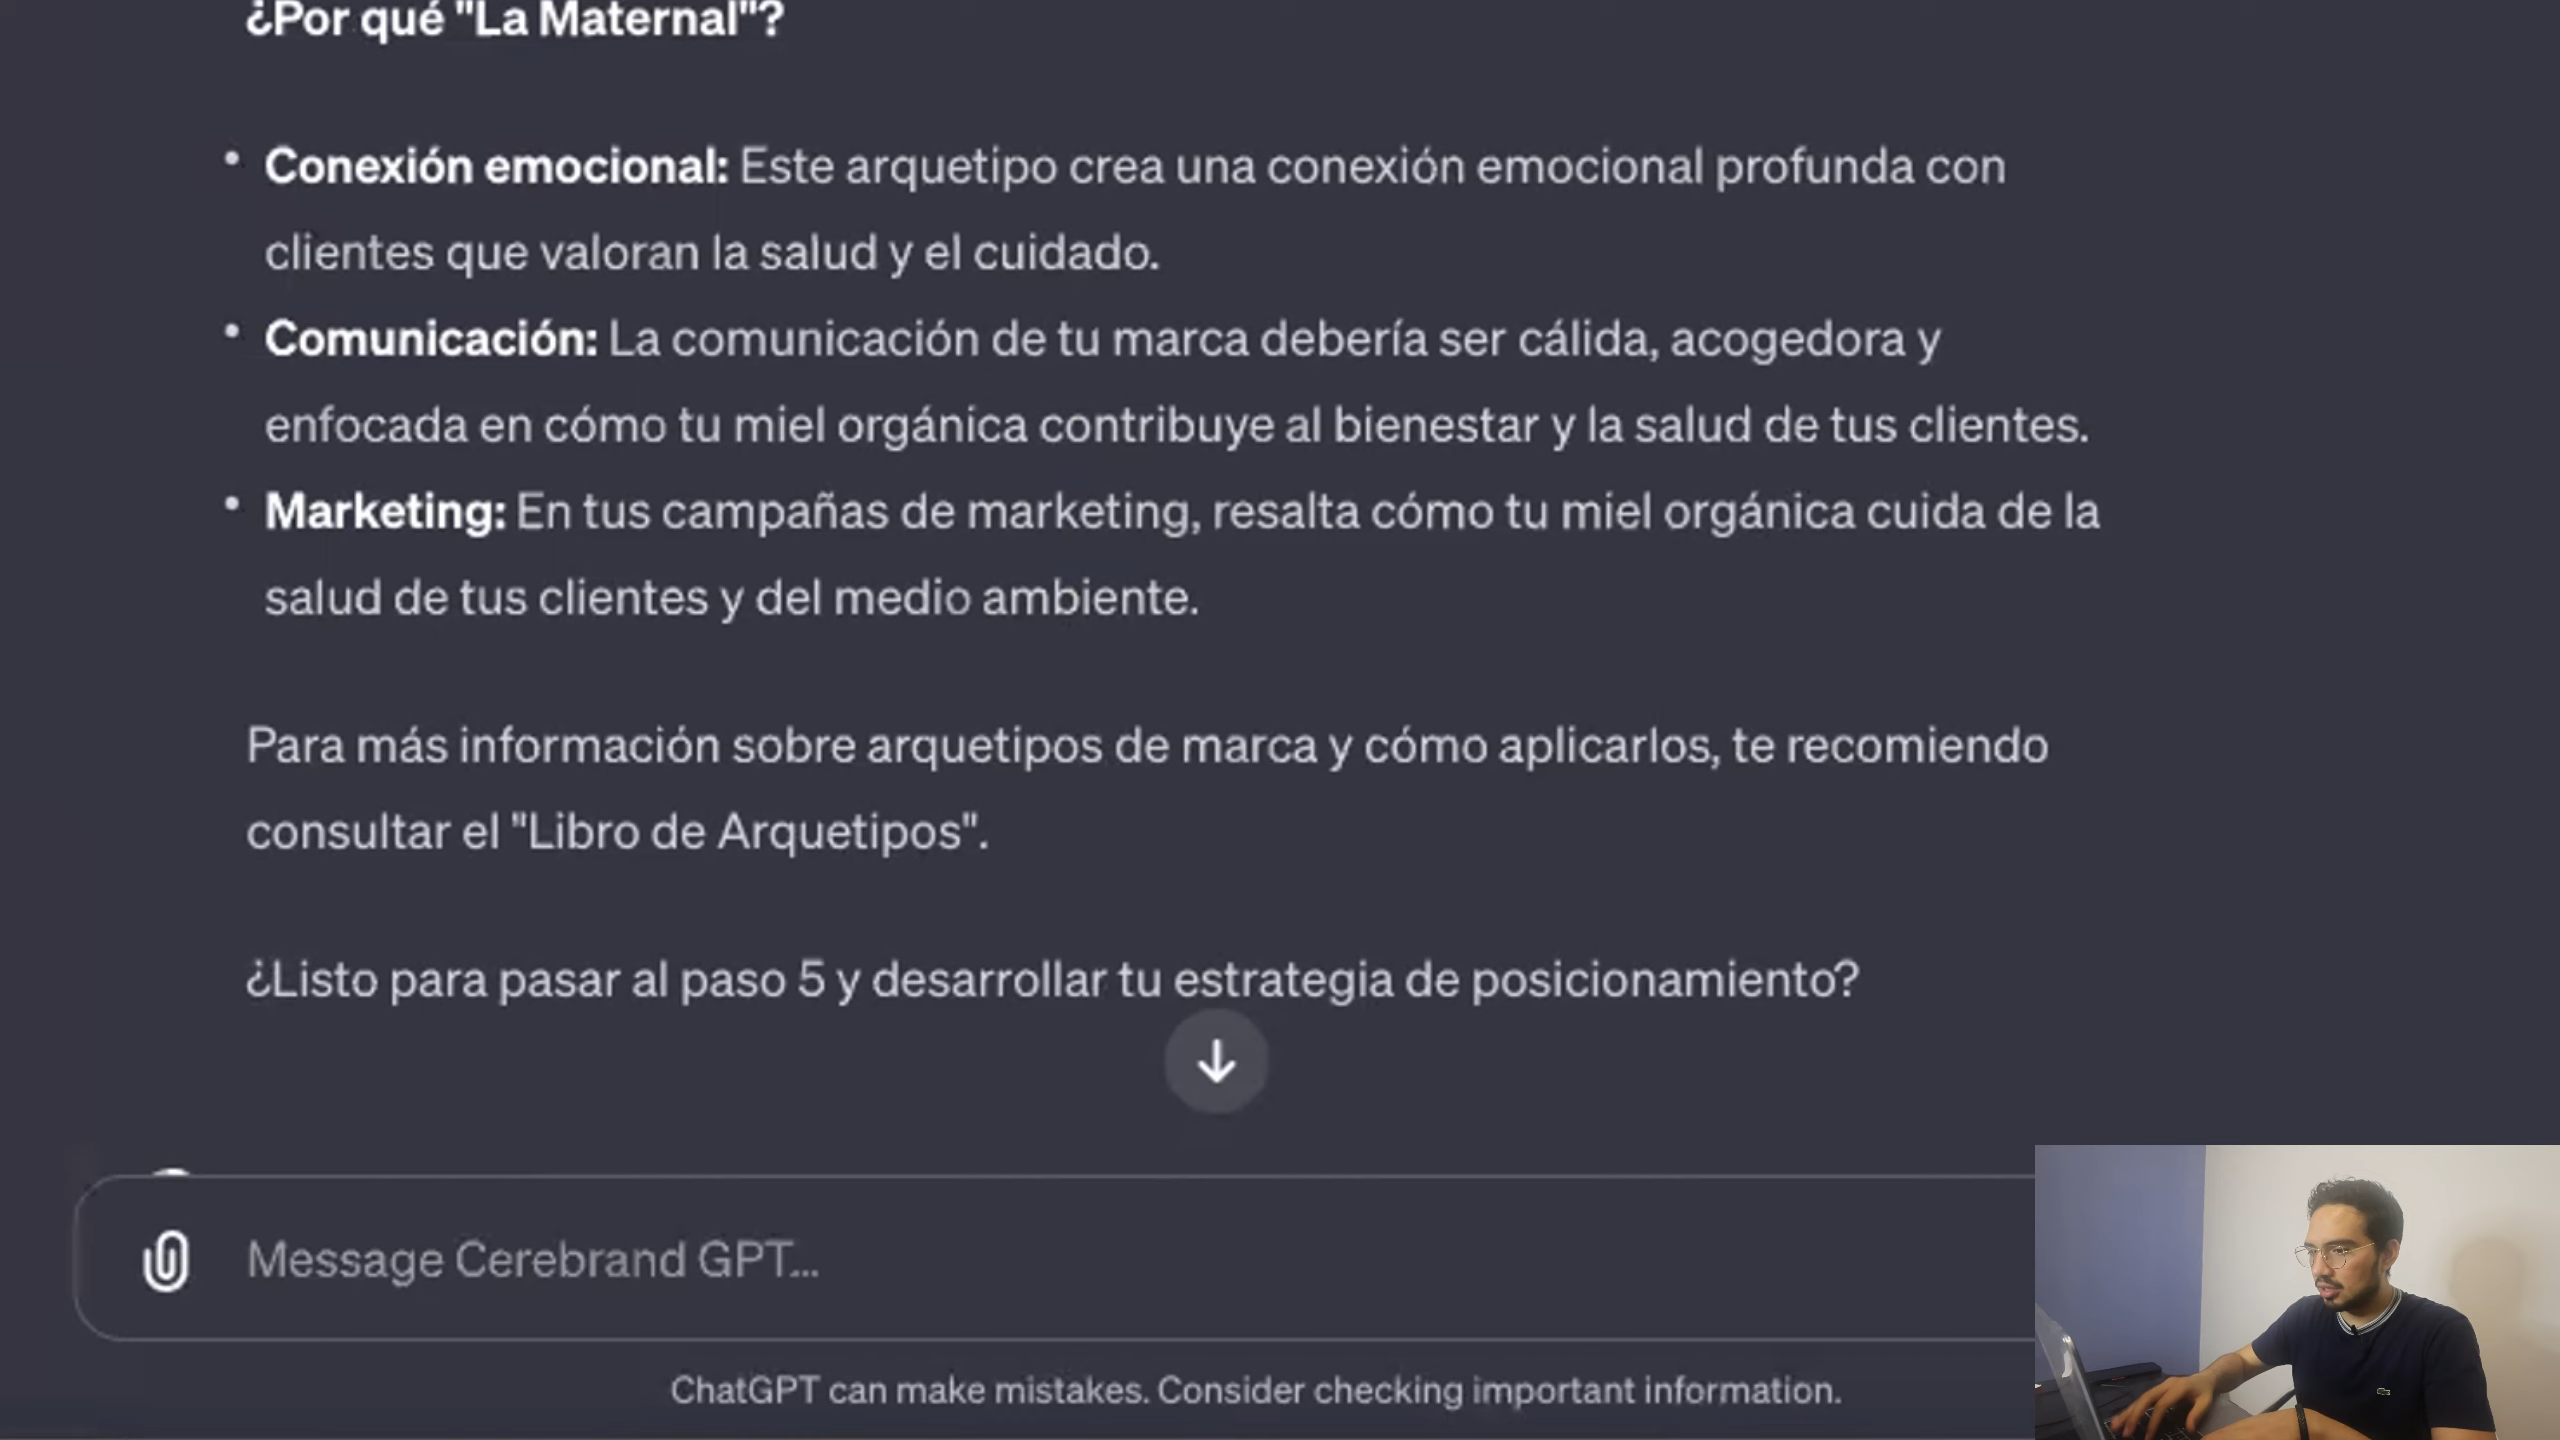 ¿Por qué "La Maternal"?
• Conexión emocional: Este arquetipo crea una conexión emocional profunda con
clientes que valoran la salud y el cuidado.
• Comunicación: La comunicación de tu marca debería ser cálida, acogedora y
enfocada en cómo tu miel orgánica contribuye al bienestar y la salud de tus clientes.
• Marketing: En tus campañas de marketing, resalta cómo tu miel orgánica cuida de la
salud de tus clientes y del medio ambiente.
Para más información sobre arquetipos de marca y cómo aplicarlos, te recomiendo
consultar el "Libro de Arquetipos".
¿Listo para pasar al paso 5 y desarrollar tu estrategia de posicionamiento?
Message Cerebrand GPT...
ChatGPT can make mistakes. Consider checking important information.